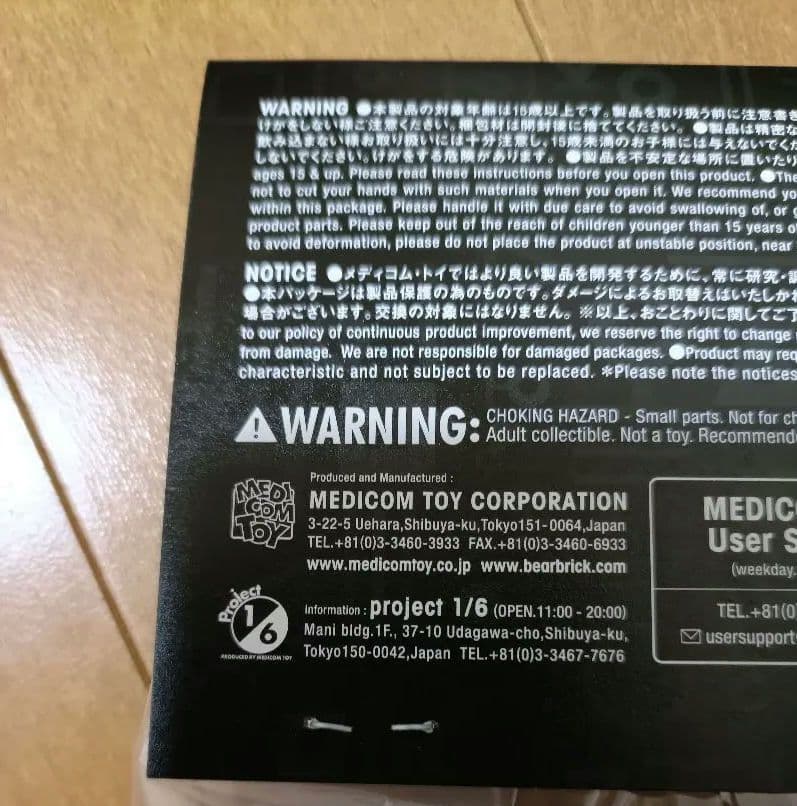 WARNING ●本製品の対象年齢は15歳以上です。製品を取り扱う前に注意書き
けがをしない様ご注意ください。梱包材は開封後に捨ててください。 ●製品は精密な
飲み込まない様お取り扱いには十分注意し、15歳未満のお子様には与えないでくだ
しないでください。けがをする危険があります。 ●製品を不安定な場所に置いたり
ages 15 & up. Please read these instructions before you open this product. ●The
not to cut your hands with such materials when you open it. We recommend yo
within this package. Please handle it with due care to avoid swallowing of, or g
product parts. Please keep out of the reach of children younger than 15 years o
to avoid deformation, please do not place the product at unstable position, near
NOTICE ●メディコム・トイではより良い製品を開発するために、常に研究・調
●本パッケージは製品保護の為のものです。ダメージによるお取替えはいたしかね
場合がございます。交換の対象にはなりません。 ※以上、おことわりに関してご了
to our policy of continuous product improvement, we reserve the right to change
from damage. We are not responsible for damaged packages. ●Product may req
characteristic and not subject to be replaced. *Please note the notices
WARNING: CHOKING HAZARD - Small parts. Not for ch
Adult collectible. Not a toy. Recommende
MEDI
COM
TOY
Produced and Manufactured :
MEDICOM TOY CORPORATION
3-22-5 Uehara,Shibuya-ku,Tokyo151-0064,Japan
TEL.+81(0)3-3460-3933 FAX.+81(0)3-3460-6933
www.medicomtoy.co.jp www.bearbrick.com
Project
1/6
PRODUCED BY MEDICOM TOY
Information : project 1/6 (OPEN.11:00 - 20:00)
Mani bldg.1F., 37-10 Udagawa-cho,Shibuya-ku,
Tokyo150-0042,Japan TEL.+81(0)3-3467-7676
MEDIC
User S
(weekday.
TEL.+81(0)
usersupport